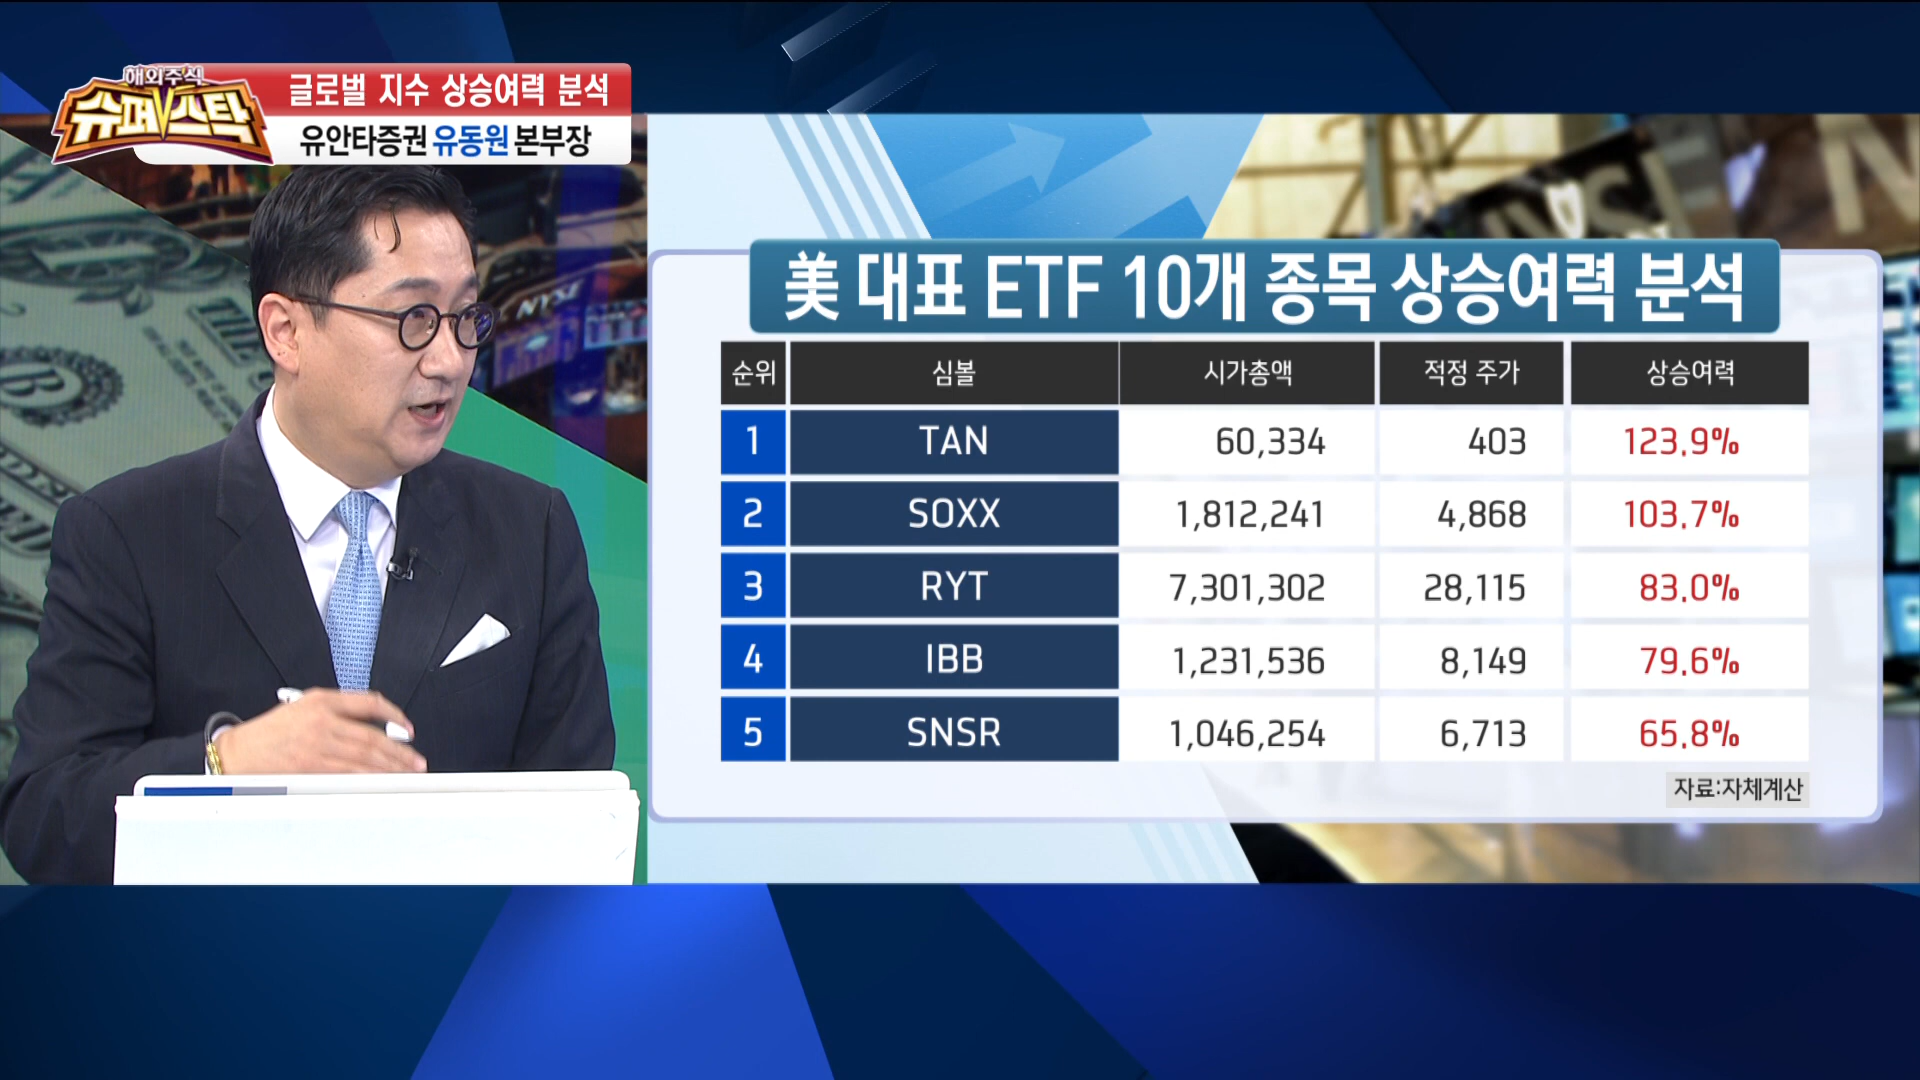 해외주식
슈퍼V스탁
글로벌 지수 상승여력 분석
유안타증권 유동원 본부장
NYSE
美 대표 ETF 10개 종목 상승여력 분석
순위 심볼 시가총액 적정 주가 상승여력
1 TAN 60,334 403 123.9%
2 SOXX 1,812,241 4,868 103.7%
3 RYT 7,301,302 28,115 83.0%
4 IBB 1,231,536 8,149 79.6%
5 SNSR 1,046,254 6,713 65.8%
자료:자체계산